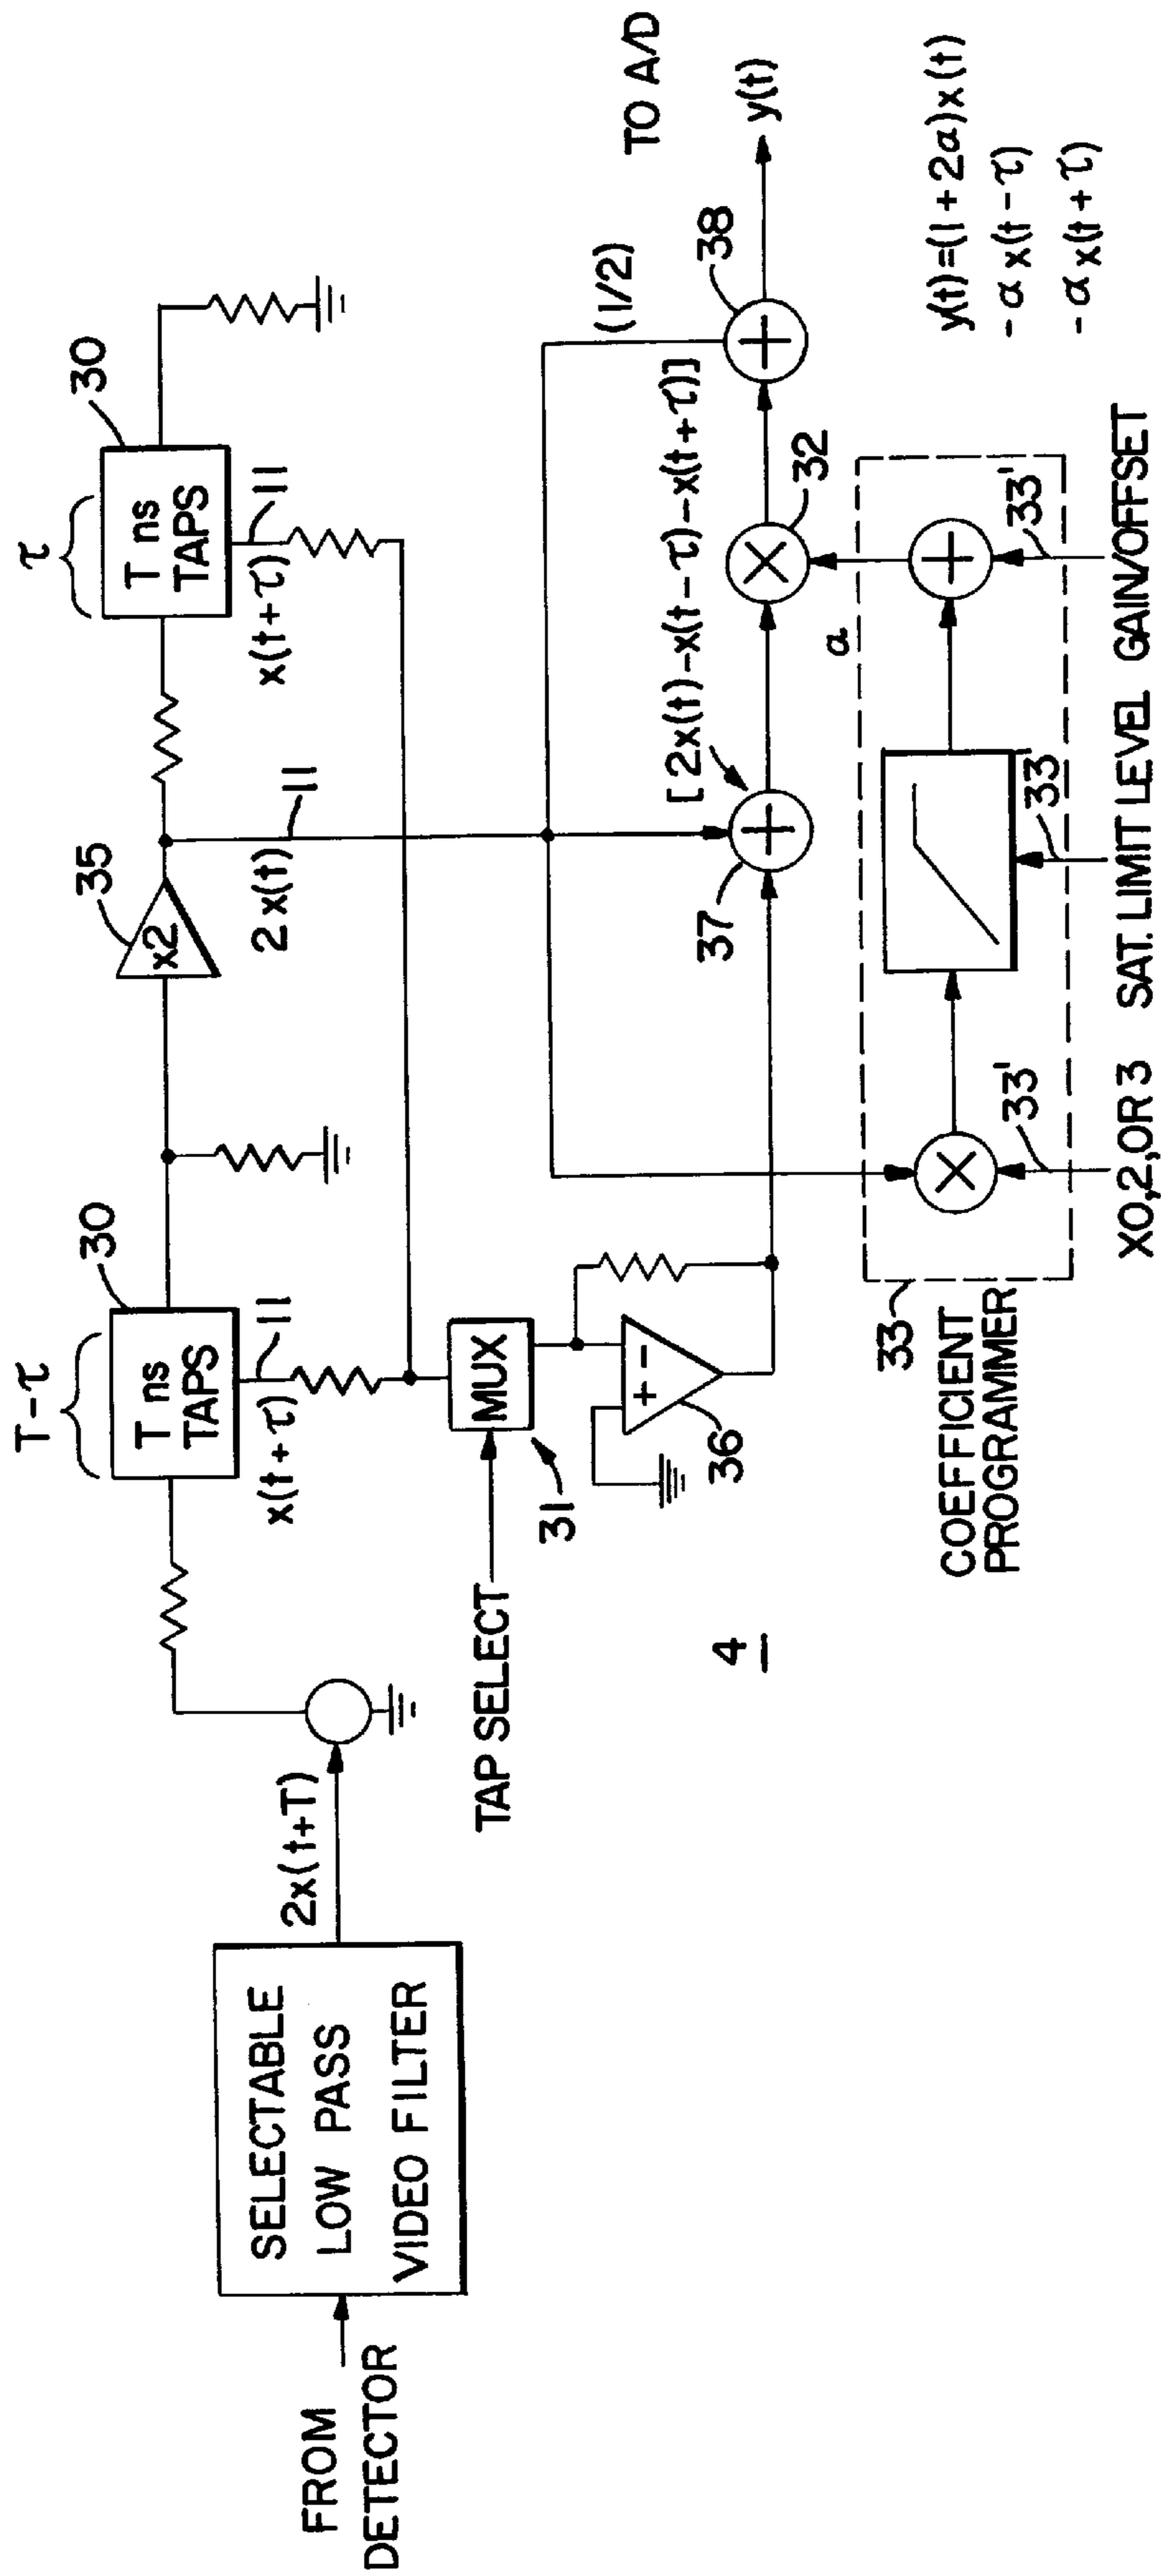 FROM
DETECTOR
SELECTABLE
LOW PASS
VIDEO FILTER
2x(t+T)
T-τ
30
T ns
TAPS
11
x(t+τ)
35
x2
2x(t)
11
τ
30
T ns
TAPS
11
x(t+τ)
TAP SELECT
MUX
31
+ -
36
4
37
+
[2x(t)-x(t-τ)-x(t+τ)]
×
32
+
38
(1/2)
TO A/D
y(t)
COEFFICIENT
PROGRAMMER
33
α
×
33'
33'
+
33'
X0,2,OR 3
SAT. LIMIT LEVEL
GAIN/OFFSET
y(t)=(1+2α)x(t)
-αx(t-τ)
-αx(t+τ)